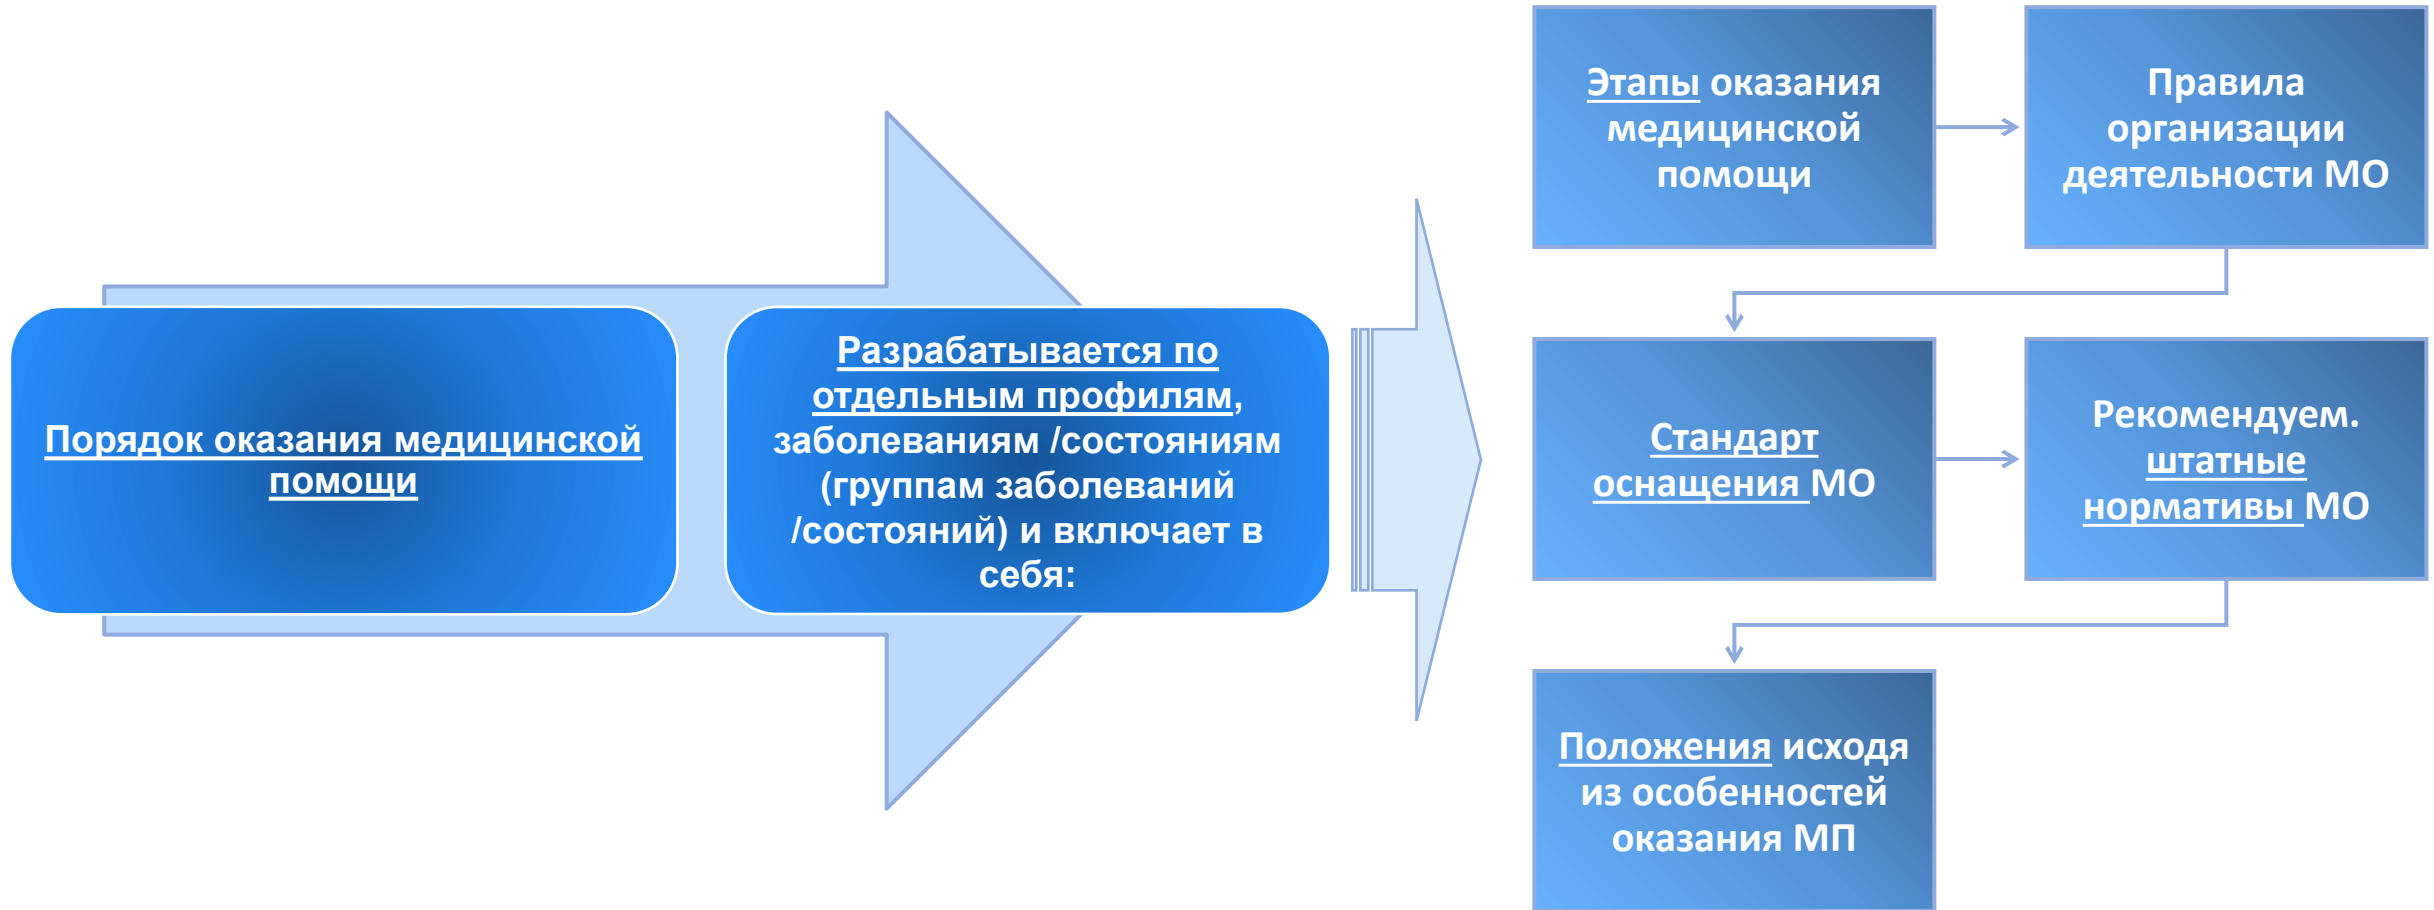 Порядок оказания медицинской
помощи
Разрабатывается по
отдельным профилям,
заболеваниям /состояниям
(группам заболеваний
/состояний) и включает в
себя:
Этапы оказания
медицинской
помощи
Правила
организации
деятельности МО
Стандарт
оснащения МО
Рекомендуем.
штатные
нормативы МО
Положения исходя
из особенностей
оказания МП